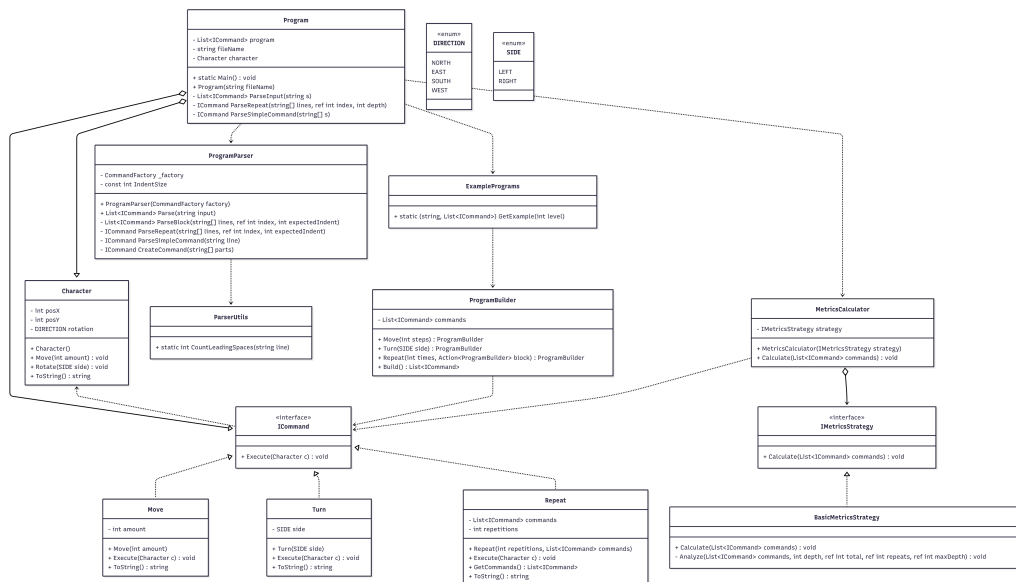 Program
- List<ICommand> program
- string fileName
- Character character
+ static Main() : void
+ Program(string fileName)
- List<ICommand> ParseInput(string s)
- ICommand ParseRepeat(string[] lines, ref int index, int depth)
- ICommand ParseSimpleCommand(string[] s)
«enum»
DIRECTION
NORTH
EAST
SOUTH
WEST
«enum»
SIDE
LEFT
RIGHT
ProgramParser
- CommandFactory _factory
- const int IndentSize
+ ProgramParser(CommandFactory factory)
+ List<ICommand> Parse(string input)
- List<ICommand> ParseBlock(string[] lines, ref int index, int expectedIndent)
- ICommand ParseRepeat(string[] lines, ref int index, int expectedIndent)
- ICommand ParseSimpleCommand(string line)
- ICommand CreateCommand(string[] parts)
ExamplePrograms
+ static (string, List<ICommand>) GetExample(int level)
Character
- int posX
- int posY
- DIRECTION rotation
+ Character()
+ Move(int amount) : void
+ Rotate(SIDE side) : void
+ ToString() : string
ParserUtils
+ static int CountLeadingSpaces(string line)
ProgramBuilder
- List<ICommand> commands
+ Move(int steps) : ProgramBuilder
+ Turn(SIDE side) : ProgramBuilder
+ Repeat(int times, Action<ProgramBuilder> block) : ProgramBuilder
+ Build() : List<ICommand>
MetricsCalculator
- IMetricsStrategy strategy
+ MetricsCalculator(IMetricsStrategy strategy)
+ Calculate(List<ICommand> commands) : void
«interface»
ICommand
+ Execute(Character c) : void
«interface»
IMetricsStrategy
+ Calculate(List<ICommand> commands) : void
Move
- int amount
+ Move(int amount)
+ Execute(Character c) : void
+ ToString() : string
Turn
- SIDE side
+ Turn(SIDE side)
+ Execute(Character c) : void
+ ToString() : string
Repeat
- List<ICommand> commands
- int repetitions
+ Repeat(int repetitions, List<ICommand> commands)
+ Execute(Character c) : void
+ GetCommands() : List<ICommand>
+ ToString() : string
BasicMetricsStrategy
+ Calculate(List<ICommand> commands) : void
- Analyze(List<ICommand> commands, int depth, ref int total, ref int repeats, ref int maxDepth) : void